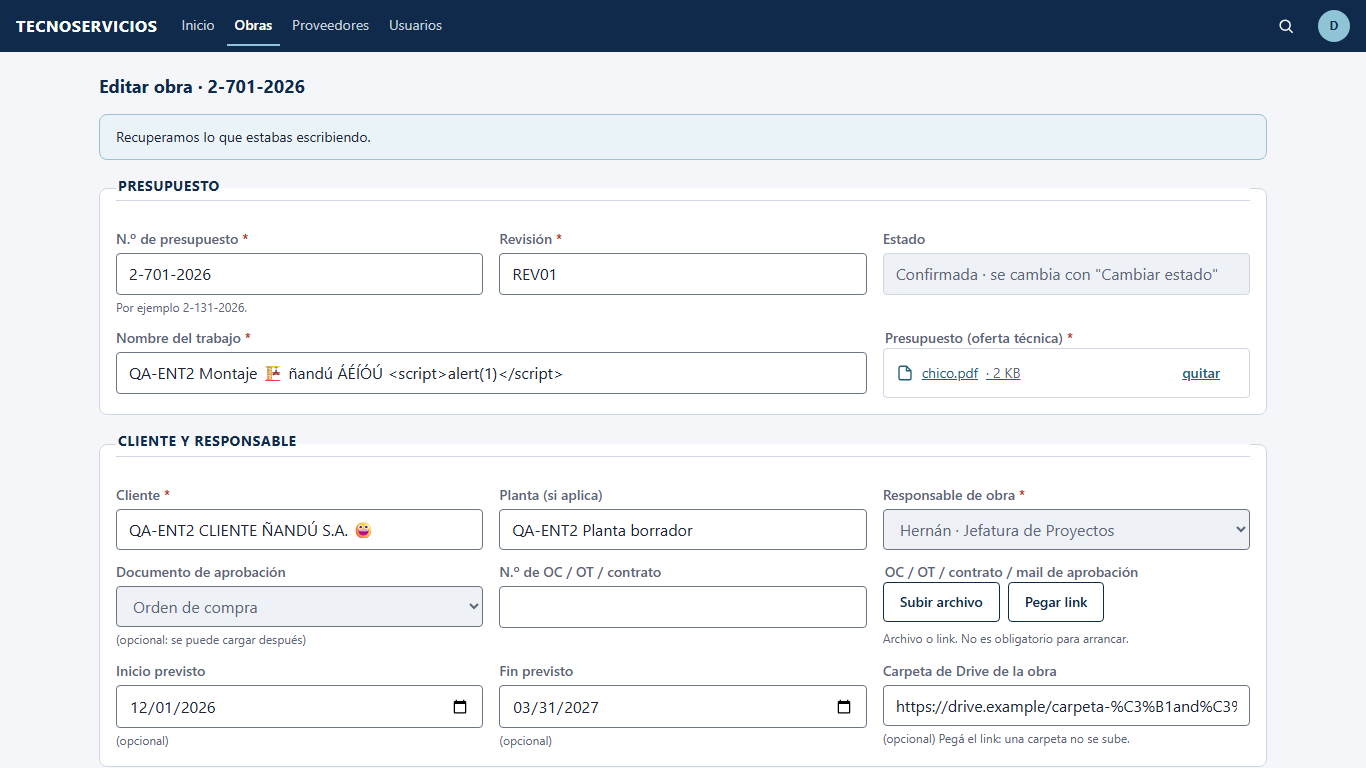 TECNOSERVICIOS Inicio Obras Proveedores Usuarios D
Editar obra · 2-701-2026
Recuperamos lo que estabas escribiendo.
PRESUPUESTO
N.º de presupuesto * Revisión * Estado
2-701-2026 REV01 Confirmada · se cambia con "Cambiar estado"
Por ejemplo 2-131-2026.
Nombre del trabajo * Presupuesto (oferta técnica) *
QA-ENT2 Montaje 🏗️ ñandú ÁÉÍÓÚ <script>alert(1)</script> chico.pdf · 2 KB quitar
CLIENTE Y RESPONSABLE
Cliente * Planta (si aplica) Responsable de obra *
QA-ENT2 CLIENTE ÑANDÚ S.A. 😀 QA-ENT2 Planta borrador Hernán · Jefatura de Proyectos
Documento de aprobación N.º de OC / OT / contrato OC / OT / contrato / mail de aprobación
Orden de compra Subir archivo Pegar link
(opcional: se puede cargar después) Archivo o link. No es obligatorio para arrancar.
Inicio previsto Fin previsto Carpeta de Drive de la obra
12/01/2026 03/31/2027 https://drive.example/carpeta-%C3%B1and%C3%
(opcional) (opcional) (opcional) Pegá el link: una carpeta no se sube.